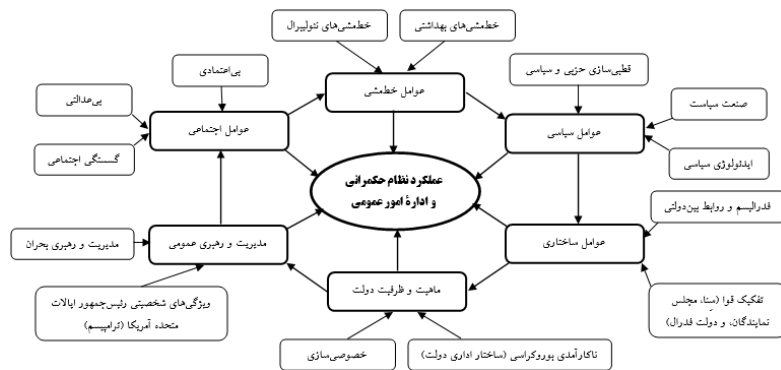 خط‌مشی‌های نئولیبرال
خط‌مشی‌های بهداشتی
بی‌اعتمادی
قطبی‌سازی حزبی و سیاسی
عوامل خط‌مشی
بی‌عدالتی
صنعت سیاست
عوامل اجتماعی
عوامل سیاسی
گسستگی اجتماعی
ایدئولوژی سیاسی
عملکرد نظام حکمرانی
و ادارهٔ امور عمومی
فدرالیسم و روابط بین‌دولتی
مدیریت و رهبری بحران
مدیریت و رهبری عمومی
عوامل ساختاری
ماهیت و ظرفیت دولت
تفکیک قوا (سِنا، مجلس
نمایندگان، و دولت فدرال)
ویژگی‌های شخصیتی رئیس‌جمهور ایالات
متحده آمریکا (ترامپیسم)
خصوصی‌سازی
ناکارآمدی بوروکراسی (ساختار اداری دولت)